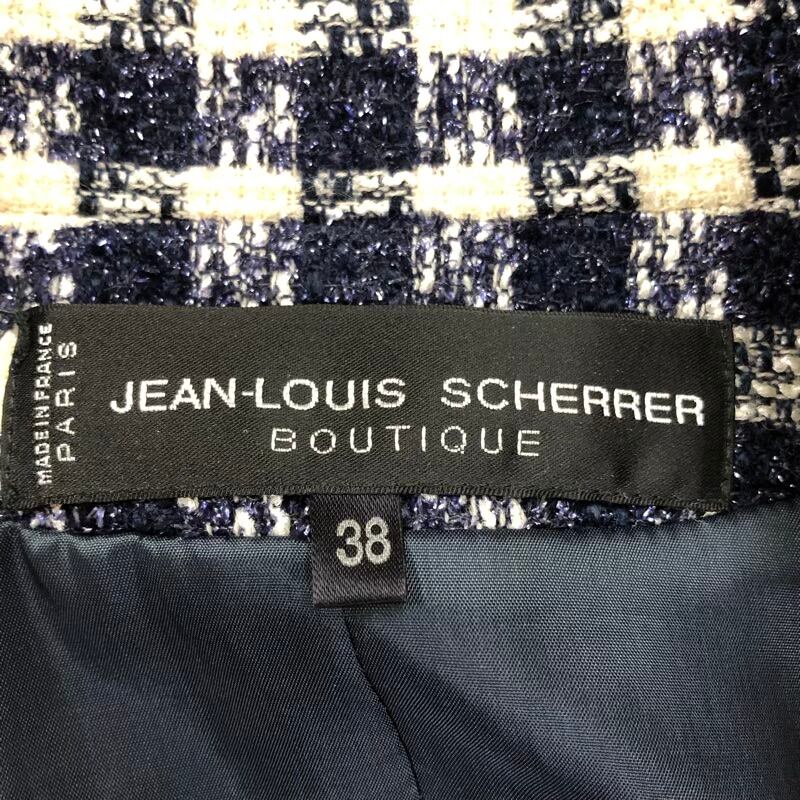 MADE IN FRANCE
PARIS
JEAN-LOUIS SCHERRER
BOUTIQUE
38